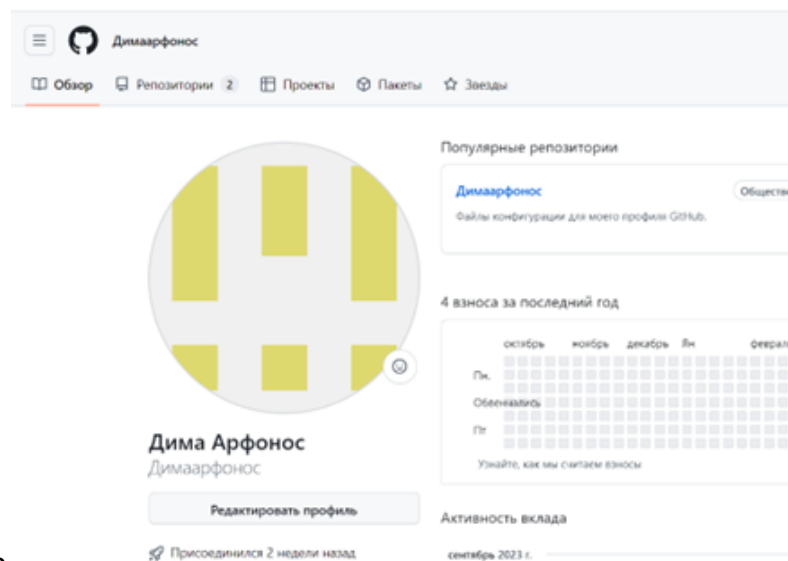 Димаарфонос
Обзор Репозитории 2 Проекты Пакеты Звезды
Популярные репозитории
Димаарфонос
Файлы конфигурации для моего профиля GitHub.
4 взноса за последний год
октябрь ноябрь декабрь Ян
Пн.
Пт
Узнайте, как мы считаем взносы
Дима Арфонос
Димаарфонос
Редактировать профиль
Присоединился 2 недели назад
Активность вклада
сентябрь 2023 г.